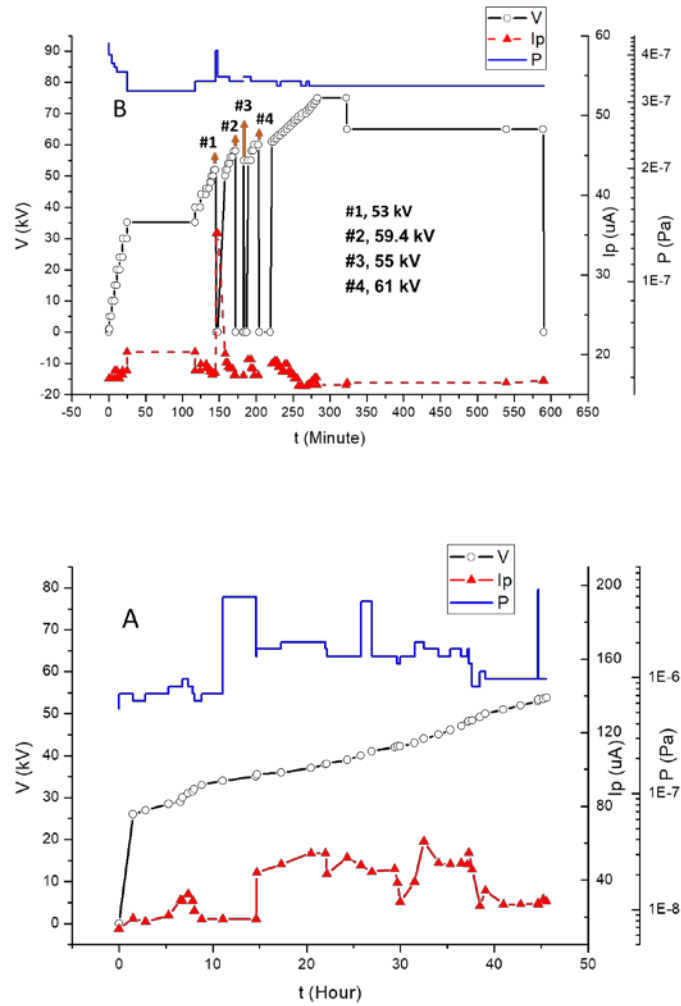 V
Ip
P
B
#1
#2
#3
#4
#1, 53 kV
#2, 59.4 kV
#3, 55 kV
#4, 61 kV
90
80
70
60
50
40
30
20
10
0
-10
-20
V (kV)
-50 0 50 100 150 200 250 300 350 400 450 500 550 600 650
t (Minute)
60
50
40
30
20
Ip (uA)
4E-7
3E-7
2E-7
1E-7
P (Pa)
V
Ip
P
A
80
70
60
50
40
30
20
10
0
V (kV)
0 10 20 30 40 50
t (Hour)
200
160
120
80
40
Ip (uA)
1E-6
1E-7
1E-8
P (Pa)